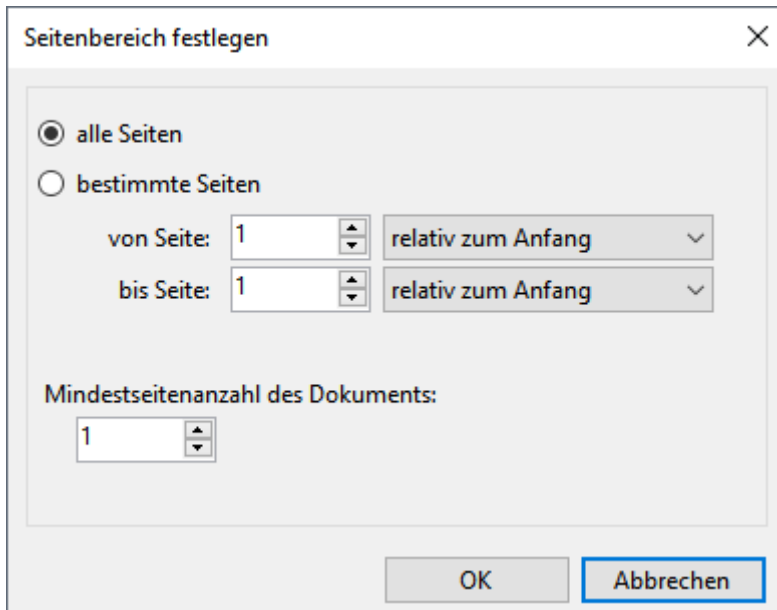 Seitenbereich festlegen
alle Seiten
bestimmte Seiten
von Seite: 1 relativ zum Anfang
bis Seite: 1 relativ zum Anfang
Mindestseitenanzahl des Dokuments:
1
OK Abbrechen